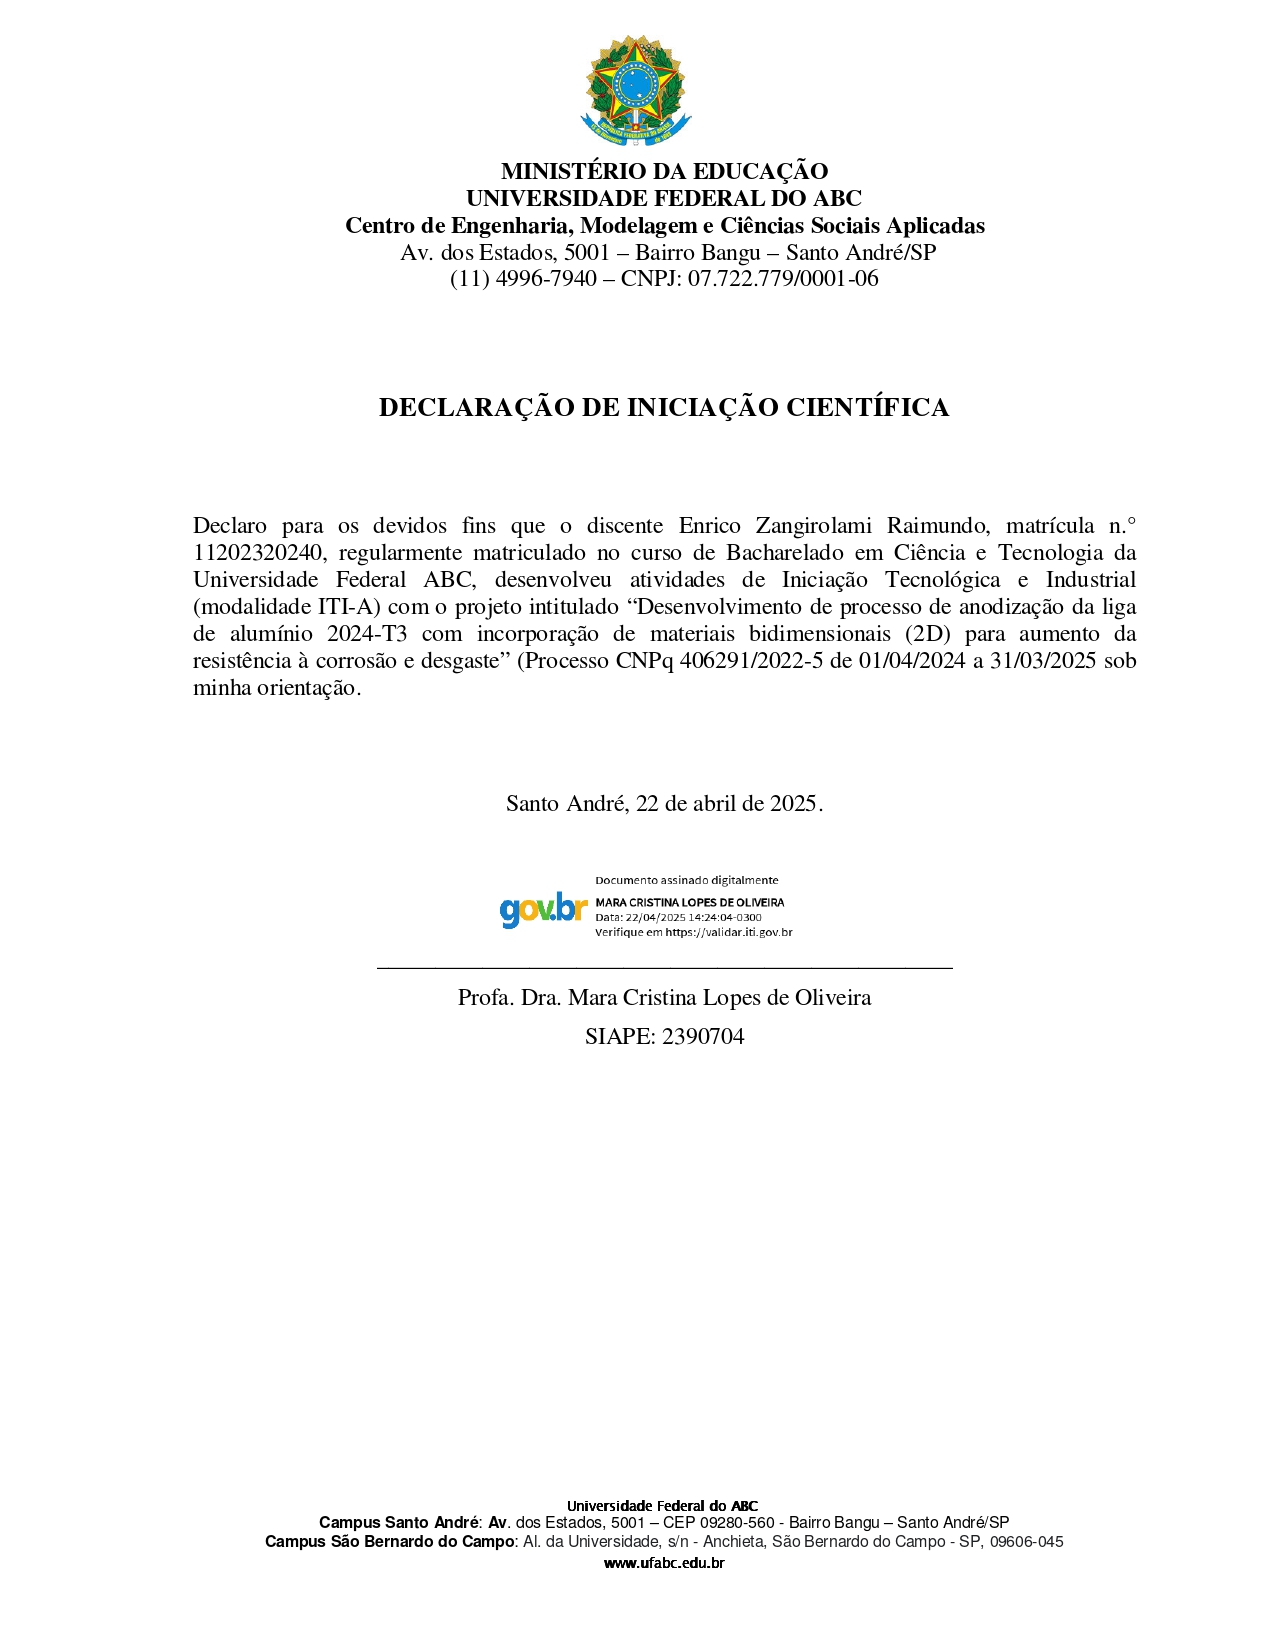 MINISTÉRIO DA EDUCAÇÃO
UNIVERSIDADE FEDERAL DO ABC
Centro de Engenharia, Modelagem e Ciências Sociais Aplicadas
Av. dos Estados, 5001 – Bairro Bangu – Santo André/SP
(11) 4996-7940 – CNPJ: 07.722.779/0001-06
DECLARAÇÃO DE INICIAÇÃO CIENTÍFICA
Declaro para os devidos fins que o discente Enrico Zangirolami Raimundo, matrícula n.°
11202320240, regularmente matriculado no curso de Bacharelado em Ciência e Tecnologia da
Universidade Federal ABC, desenvolveu atividades de Iniciação Tecnológica e Industrial
(modalidade ITI-A) com o projeto intitulado “Desenvolvimento de processo de anodização da liga
de alumínio 2024-T3 com incorporação de materiais bidimensionais (2D) para aumento da
resistência à corrosão e desgaste” (Processo CNPq 406291/2022-5 de 01/04/2024 a 31/03/2025 sob
minha orientação.
Santo André, 22 de abril de 2025.
gov.br
Documento assinado digitalmente
MARA CRISTINA LOPES DE OLIVEIRA
Data: 22/04/2025 14:24:04-0300
Verifique em https://validar.iti.gov.br
Profa. Dra. Mara Cristina Lopes de Oliveira
SIAPE: 2390704
Universidade Federal do ABC
Campus Santo André: Av. dos Estados, 5001 – CEP 09280-560 - Bairro Bangu – Santo André/SP
Campus São Bernardo do Campo: Al. da Universidade, s/n - Anchieta, São Bernardo do Campo - SP, 09606-045
www.ufabc.edu.br